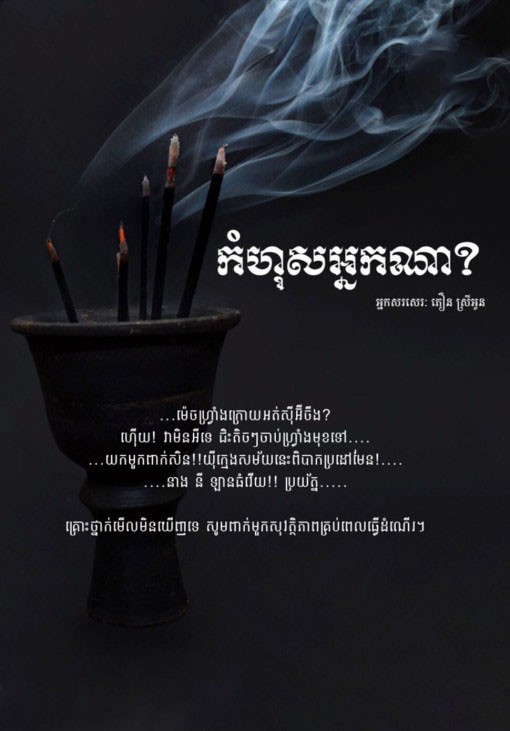 កំហុសអ្នកណា?
អ្នកសរសេរ: គឿន ស្រីអូន
...ម៉េចហ្វ្រាំងក្រោយអត់ស៊ីអ៊ីចឹង?
ហ៊ើយ! វាមិនអីទេ ជិះតិចៗចាប់ហ្វ្រាំងមុខទៅ....
...យកមួកពាក់សិន!!យ៉ីក្មេងសម័យនេះពិបាកប្រដៅមែន!....
....នាង នី ឡានធំវើយ!! ប្រយ័ត្ន.....
គ្រោះថ្នាក់មើលមិនឃើញទេ សូមពាក់មួកសុវត្ថិភាពគ្រប់ពេលធ្វើដំណើរ។